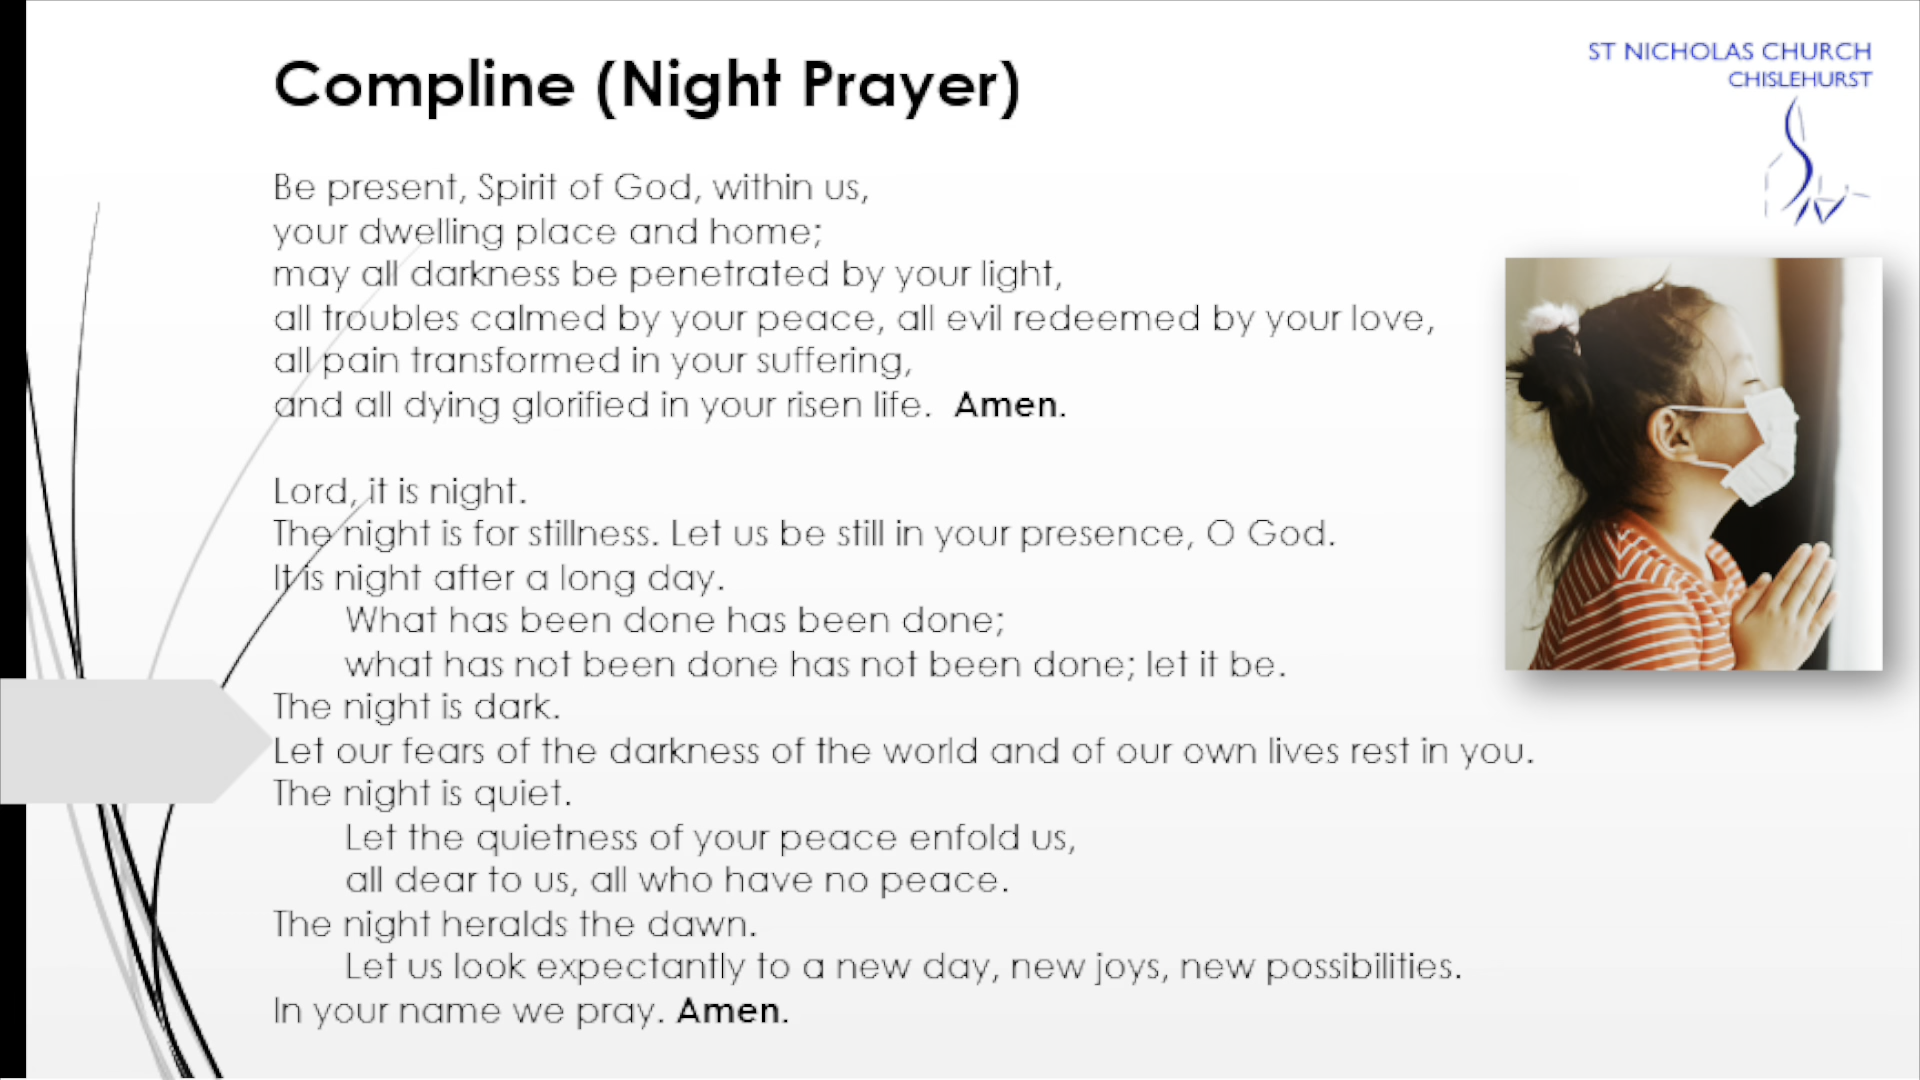 Compline (Night Prayer)
ST NICHOLAS CHURCH
CHISLEHURST
Be present, Spirit of God, within us,
your dwelling place and home;
may all darkness be penetrated by your light,
all troubles calmed by your peace, all evil redeemed by your love,
all pain transformed in your suffering,
and all dying glorified in your risen life. Amen.
Lord, it is night.
The night is for stillness. Let us be still in your presence, O God.
It is night after a long day.
What has been done has been done;
what has not been done has not been done; let it be.
The night is dark.
Let our fears of the darkness of the world and of our own lives rest in you.
The night is quiet.
Let the quietness of your peace enfold us,
all dear to us, all who have no peace.
The night heralds the dawn.
Let us look expectantly to a new day, new joys, new possibilities.
In your name we pray. Amen.